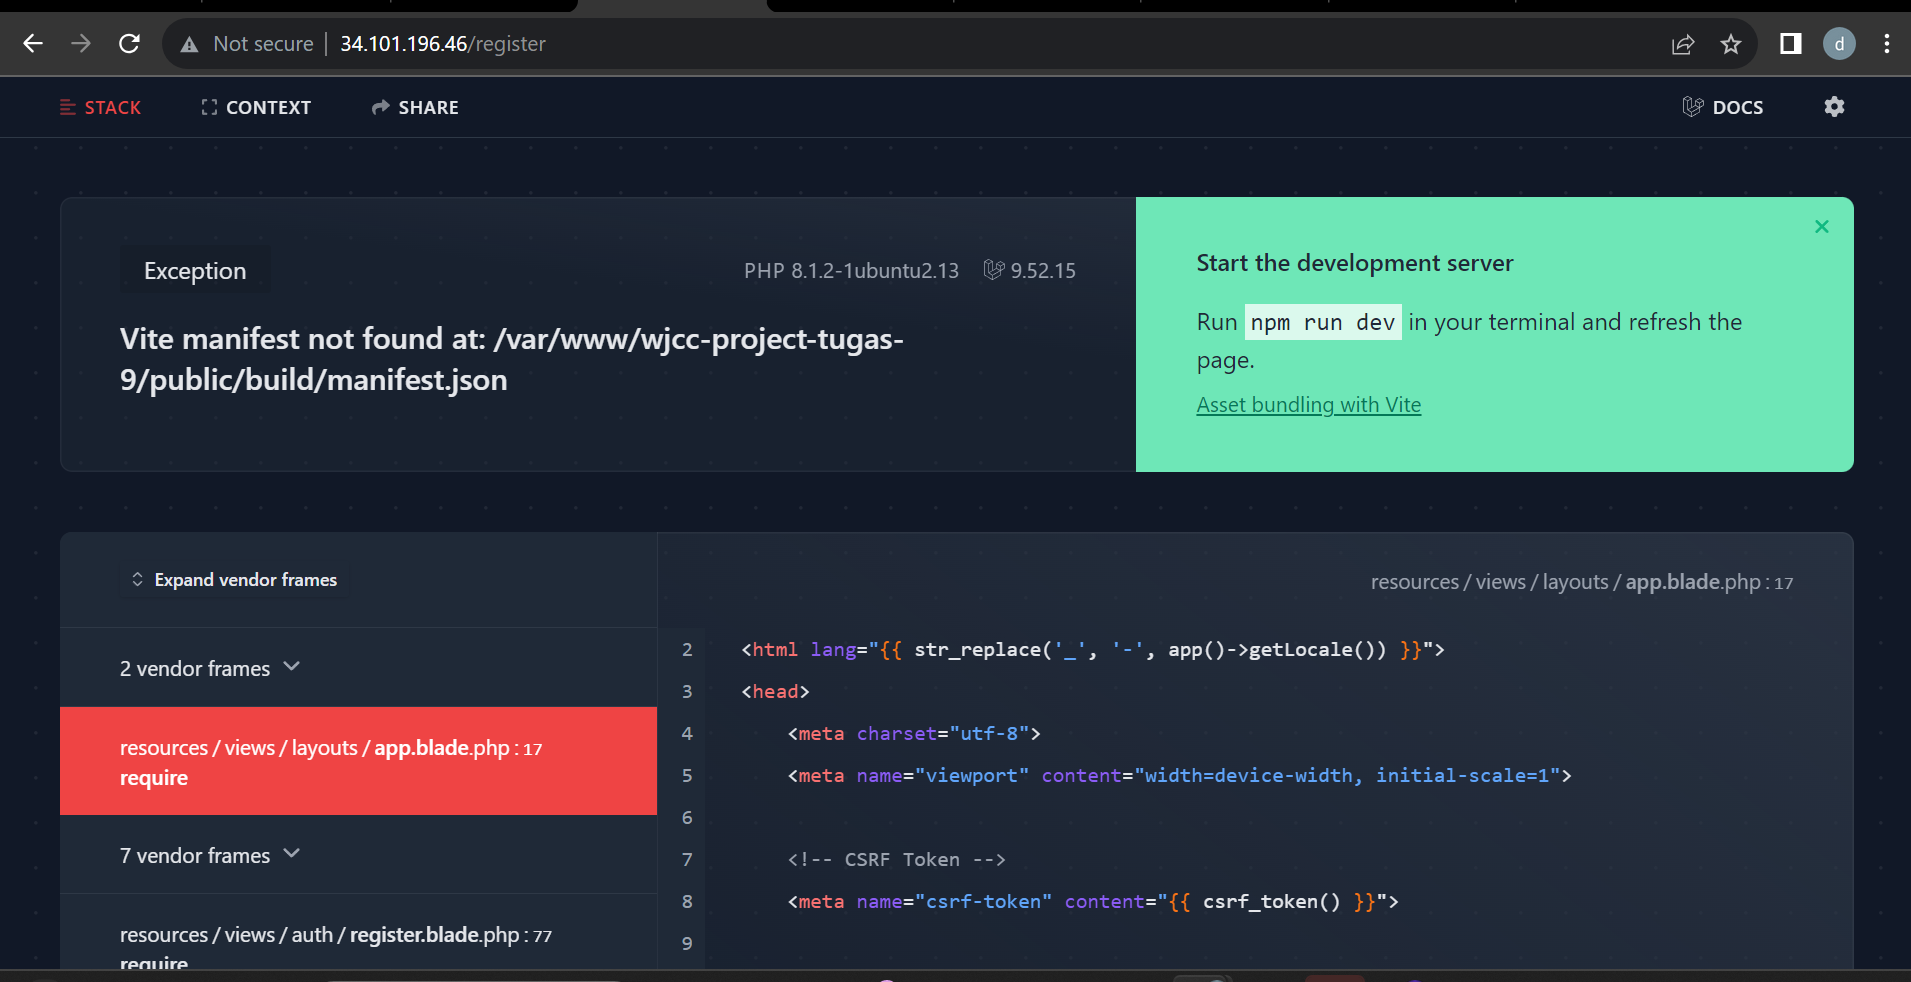 Not secure | 34.101.196.46/register
d
STACK CONTEXT SHARE DOCS
Exception
PHP 8.1.2-1ubuntu2.13 9.52.15
Vite manifest not found at: /var/www/wjcc-project-tugas-
9/public/build/manifest.json
Start the development server
Run npm run dev in your terminal and refresh the
page.
Asset bundling with Vite
Expand vendor frames
2 vendor frames
resources / views / layouts / app.blade.php : 17
require
7 vendor frames
resources / views / auth / register.blade.php : 77
require
resources / views / layouts / app.blade.php : 17
2 <html lang="{{ str_replace('_', '-', app()->getLocale()) }}">
3 <head>
4 <meta charset="utf-8">
5 <meta name="viewport" content="width=device-width, initial-scale=1">
6
7 <!-- CSRF Token -->
8 <meta name="csrf-token" content="{{ csrf_token() }}">
9